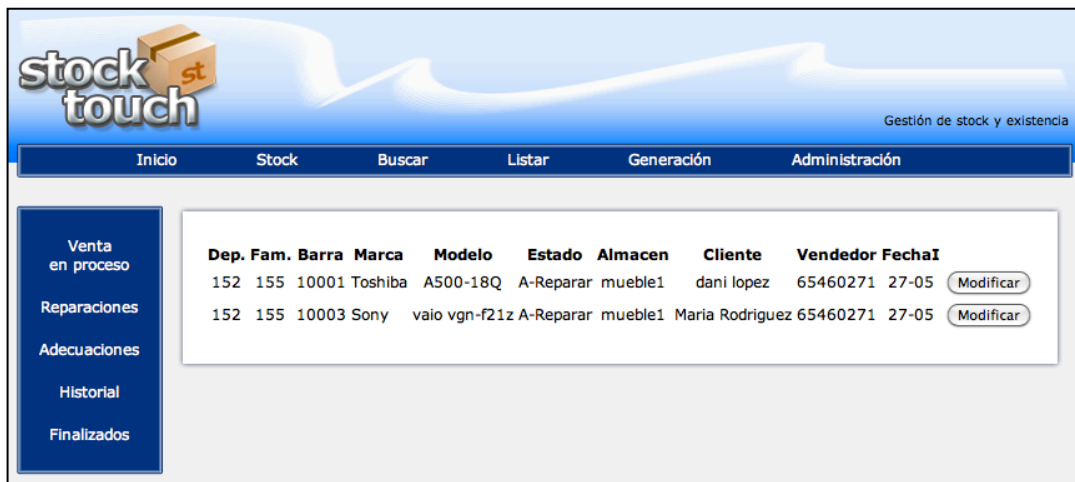 stock
st
touch
Gestión de stock y existencia
Inicio Stock Buscar Listar Generación Administración
Venta
en proceso
Reparaciones
Adecuaciones
Historial
Finalizados
Dep. Fam. Barra Marca Modelo Estado Almacen Cliente Vendedor FechaI
152 155 10001 Toshiba A500-18Q A-Reparar mueble1 dani lopez 65460271 27-05 Modificar
152 155 10003 Sony vaio vgn-f21z A-Reparar mueble1 Maria Rodriguez 65460271 27-05 Modificar